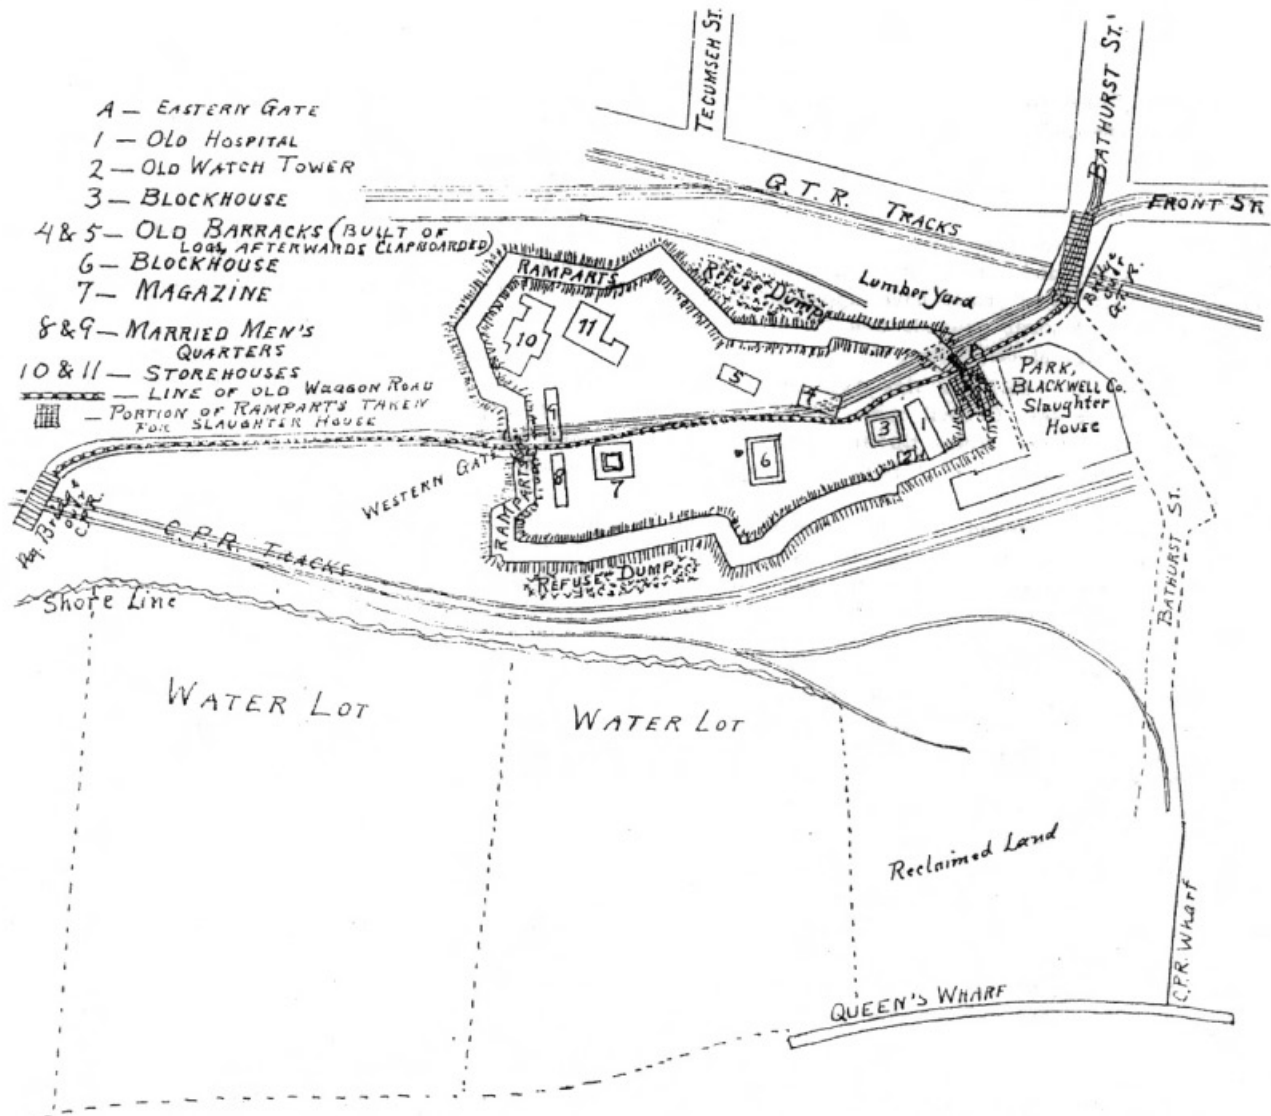 A — EASTERN GATE
1 — OLD HOSPITAL
2 — OLD WATCH TOWER
3 — BLOCKHOUSE
4 & 5 — OLD BARRACKS (BUILT OF
LOGS, AFTERWARDS CLAPBOARDED)
6 — BLOCKHOUSE
7 — MAGAZINE
8 & 9 — MARRIED MEN'S
QUARTERS
10 & 11 — STOREHOUSES
— LINE OF OLD WAGGON ROAD
— PORTION OF RAMPARTS TAKEN
FOR SLAUGHTER HOUSE
TECUMSEH ST.
BATHURST ST.
G. T. R. TRACKS
FRONT ST.
Bridge
over
G. T. R.
Lumber Yard
RAMPARTS
REFUSE DUMP
10
11
5
4
A
PARK,
BLACKWELL Co.
Slaughter
House
9
3
1
2
6
7
8
WESTERN GATE
RAMPARTS
REFUSE DUMP
Bridge
over
C. P. R.
C. P. R. TRACKS
Shore Line
BATHURST ST.
WATER LOT
WATER LOT
Reclaimed Land
C. P. R. Wharf
QUEEN'S WHARF